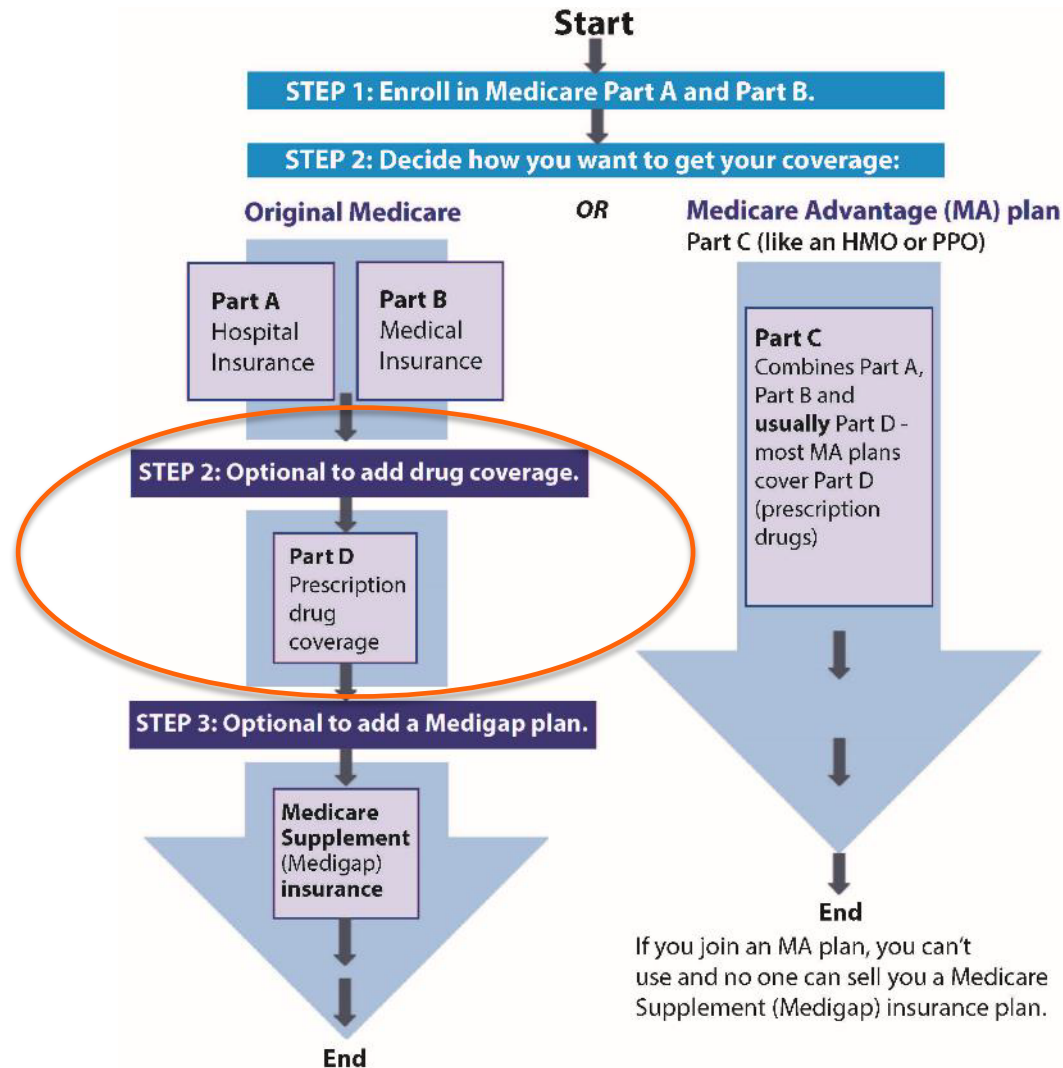 Start
STEP 1: Enroll in Medicare Part A and Part B.
STEP 2: Decide how you want to get your coverage:
Original Medicare
OR
Medicare Advantage (MA) plan
Part C (like an HMO or PPO)
Part A
Hospital
Insurance
Part B
Medical
Insurance
STEP 2: Optional to add drug coverage.
Part D
Prescription
drug
coverage
STEP 3: Optional to add a Medigap plan.
Medicare
Supplement
(Medigap)
insurance
End
Part C
Combines Part A,
Part B and
usually Part D -
most MA plans
cover Part D
(prescription
drugs)
End
If you join an MA plan, you can't
use and no one can sell you a Medicare
Supplement (Medigap) insurance plan.